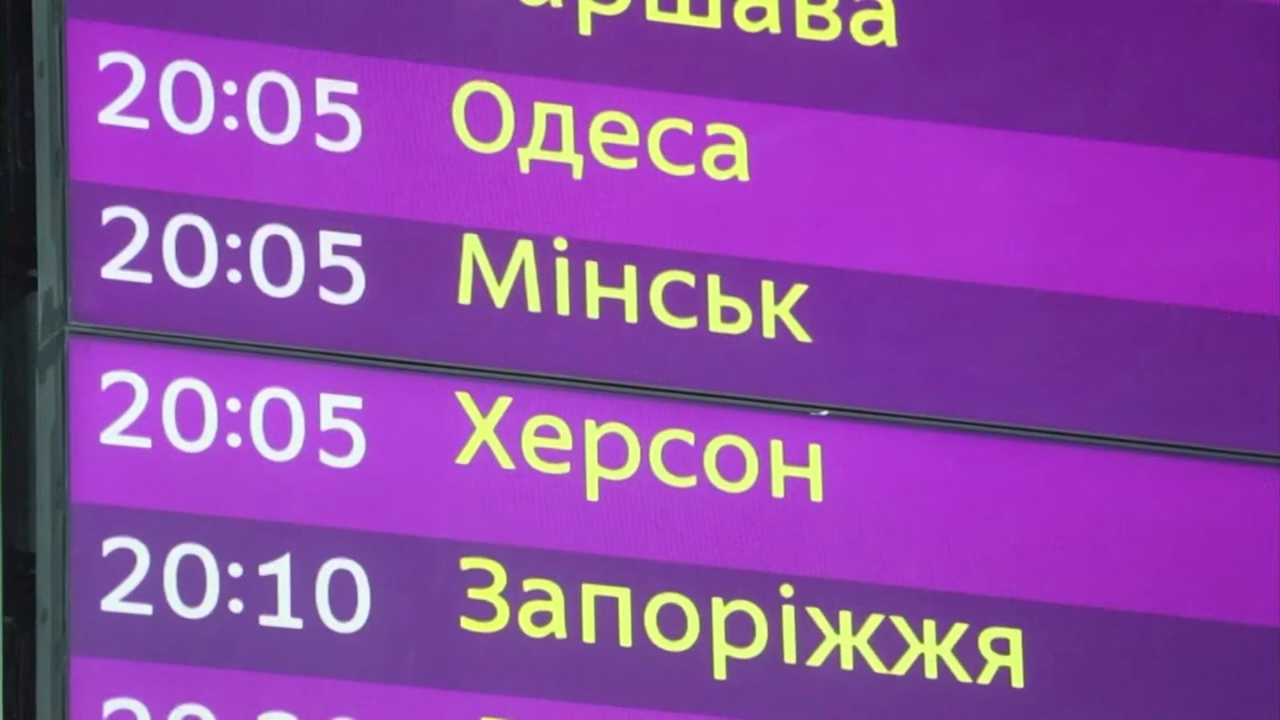 20:05 Одеса
20:05 Мінськ
20:05 Херсон
20:10 Запоріжжя